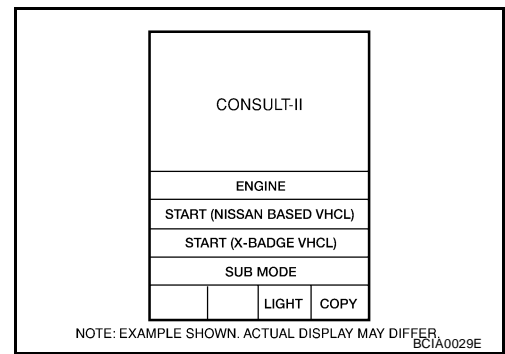 CONSULT-II
ENGINE
START (NISSAN BASED VHCL)
START (X-BADGE VHCL)
SUB MODE
LIGHT COPY
NOTE: EXAMPLE SHOWN. ACTUAL DISPLAY MAY DIFFER.
BCIA0029E